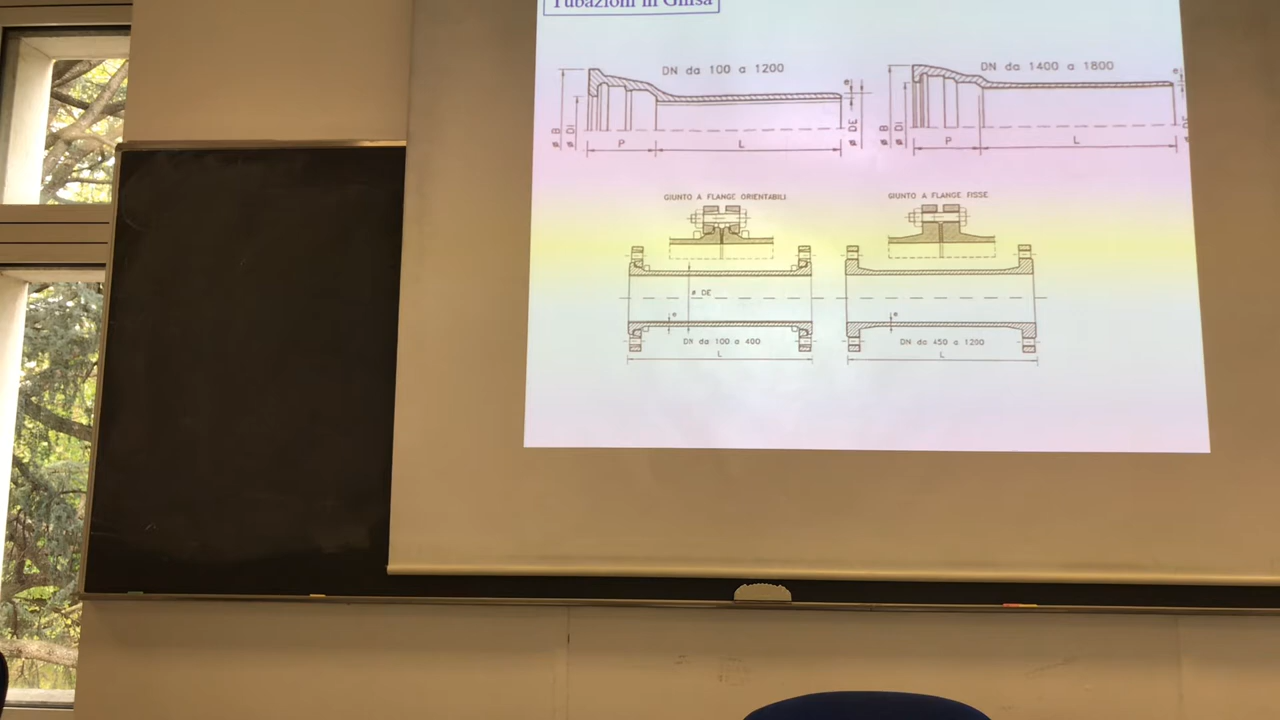 Tubazioni in Ghisa
DN da 100 a 1200
DN da 1400 a 1800
ø B
ø DI
P
L
e
ø DE
ø B
ø DI
P
L
e
GIUNTO A FLANGE ORIENTABILI
GIUNTO A FLANGE FISSE
ø DE
e
e
DN da 100 a 400
DN da 450 a 1200
L
L